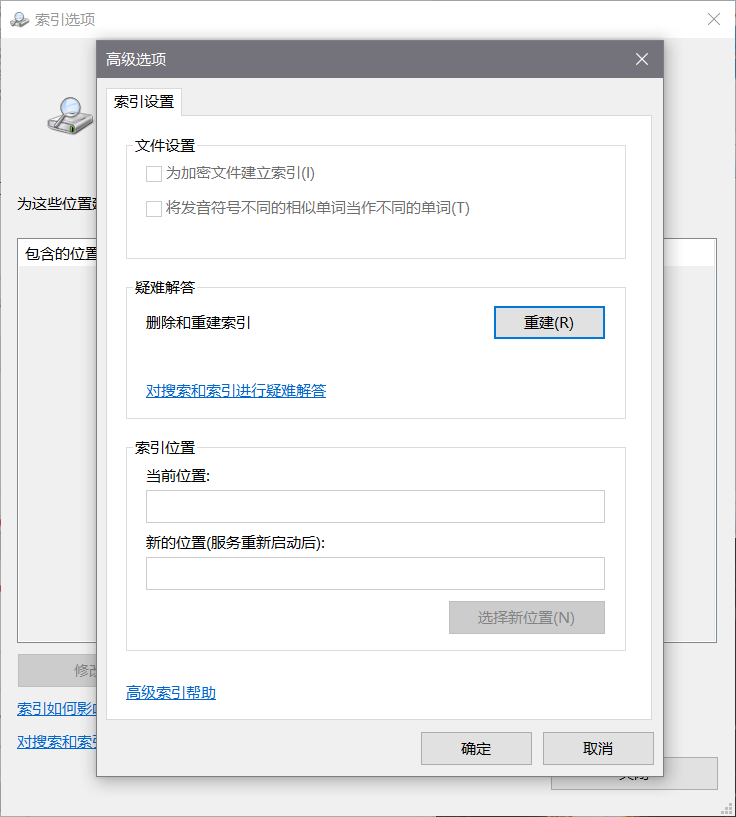 索引选项
高级选项
索引设置
文件设置
为加密文件建立索引(I)
将发音符号不同的相似单词当作不同的单词(T)
为这些位置
包含的位置
疑难解答
删除和重建索引
重建(R)
对搜索和索引进行疑难解答
索引位置
当前位置:
新的位置(服务重新启动后):
选择新位置(N)
修改
索引如何影响
对搜索和索
高级索引帮助
确定
取消